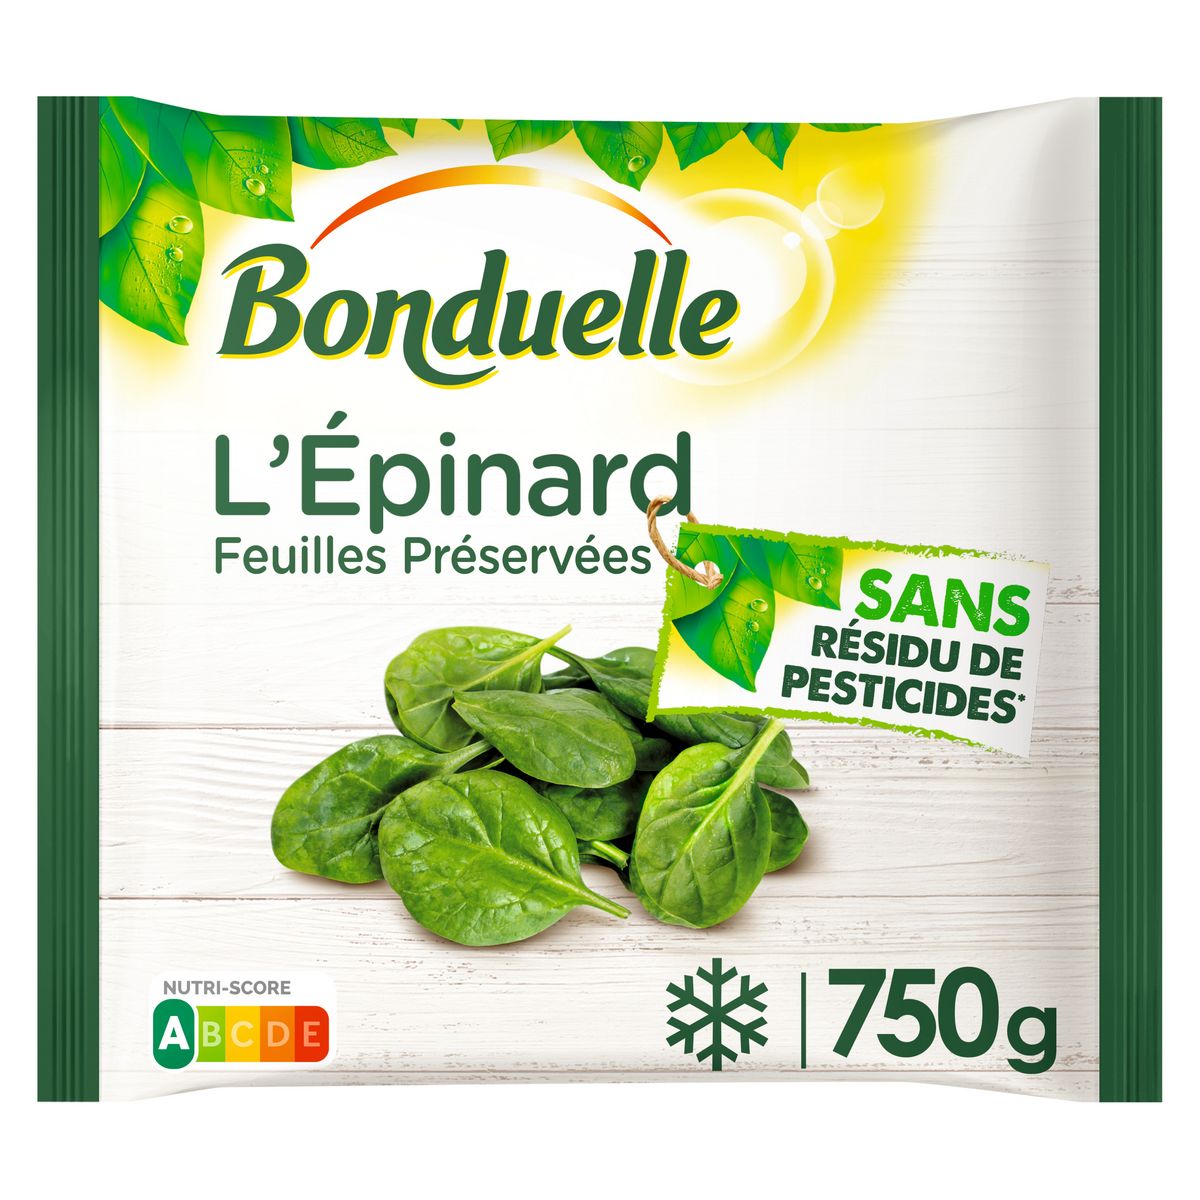 Bonduelle
L'Épinard
Feuilles Préservées
SANS
RÉSIDU DE
PESTICIDES*
NUTRI-SCORE
A B C D E
750g